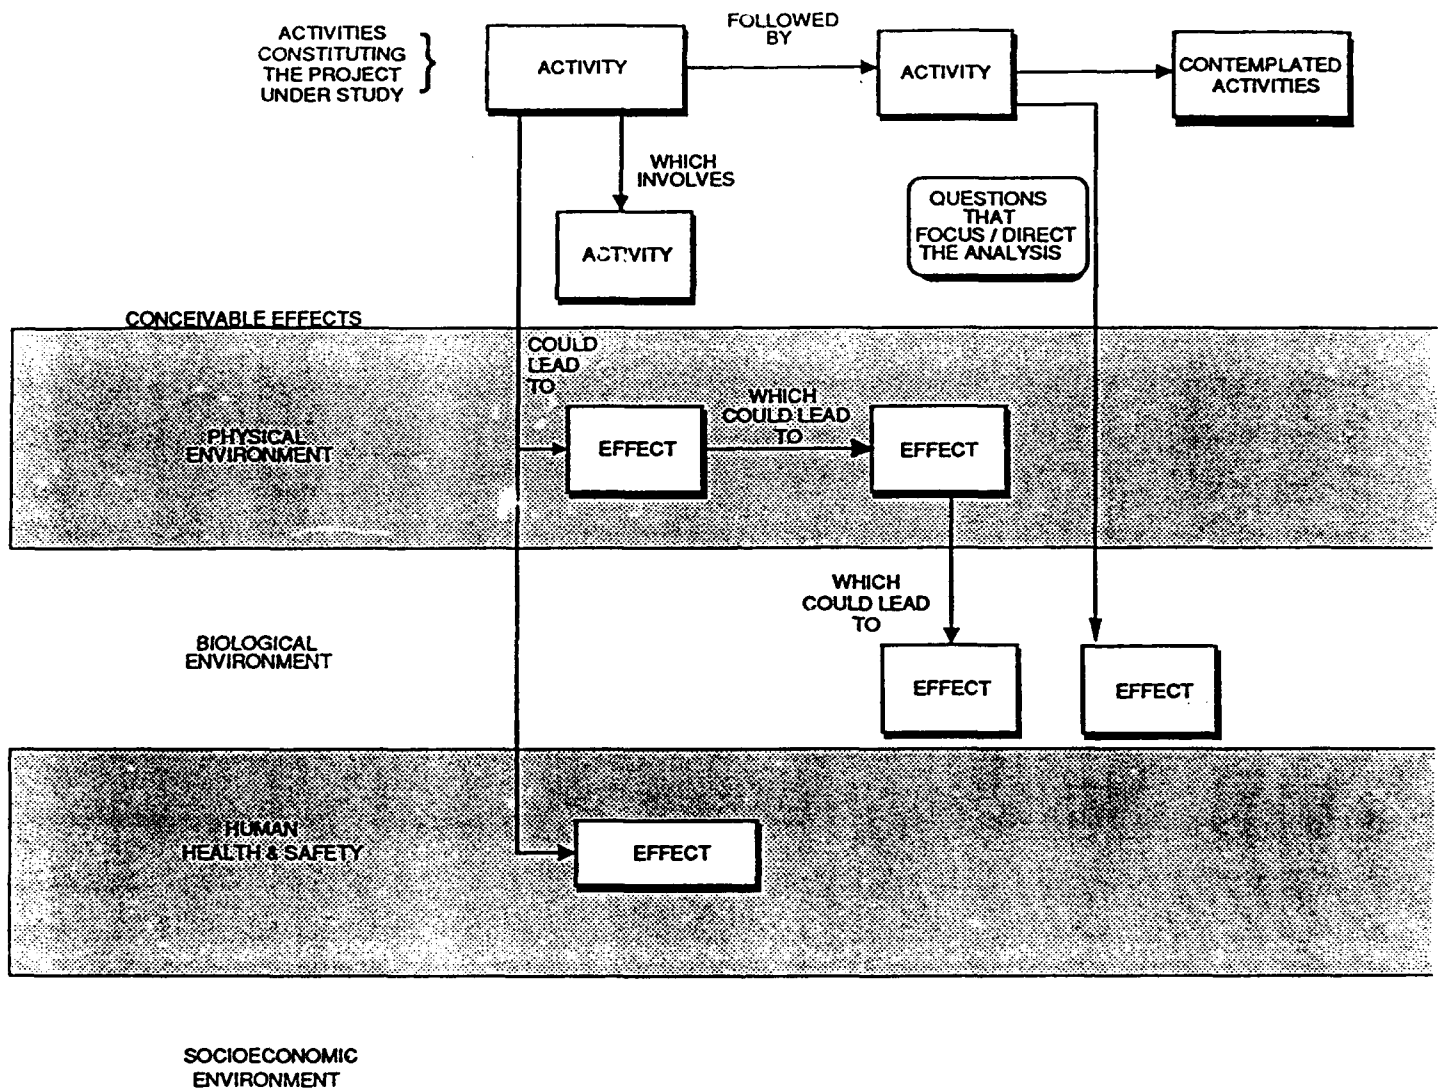 ACTIVITIES
CONSTITUTING
THE PROJECT
UNDER STUDY
ACTIVITY
FOLLOWED
BY
ACTIVITY
CONTEMPLATED
ACTIVITIES
WHICH
INVOLVES
ACTIVITY
QUESTIONS
THAT
FOCUS / DIRECT
THE ANALYSIS
CONCEIVABLE EFFECTS
COULD
LEAD
TO
PHYSICAL
ENVIRONMENT
EFFECT
WHICH
COULD LEAD
TO
EFFECT
WHICH
COULD LEAD
TO
BIOLOGICAL
ENVIRONMENT
EFFECT
EFFECT
HUMAN
HEALTH & SAFETY
EFFECT
SOCIOECONOMIC
ENVIRONMENT